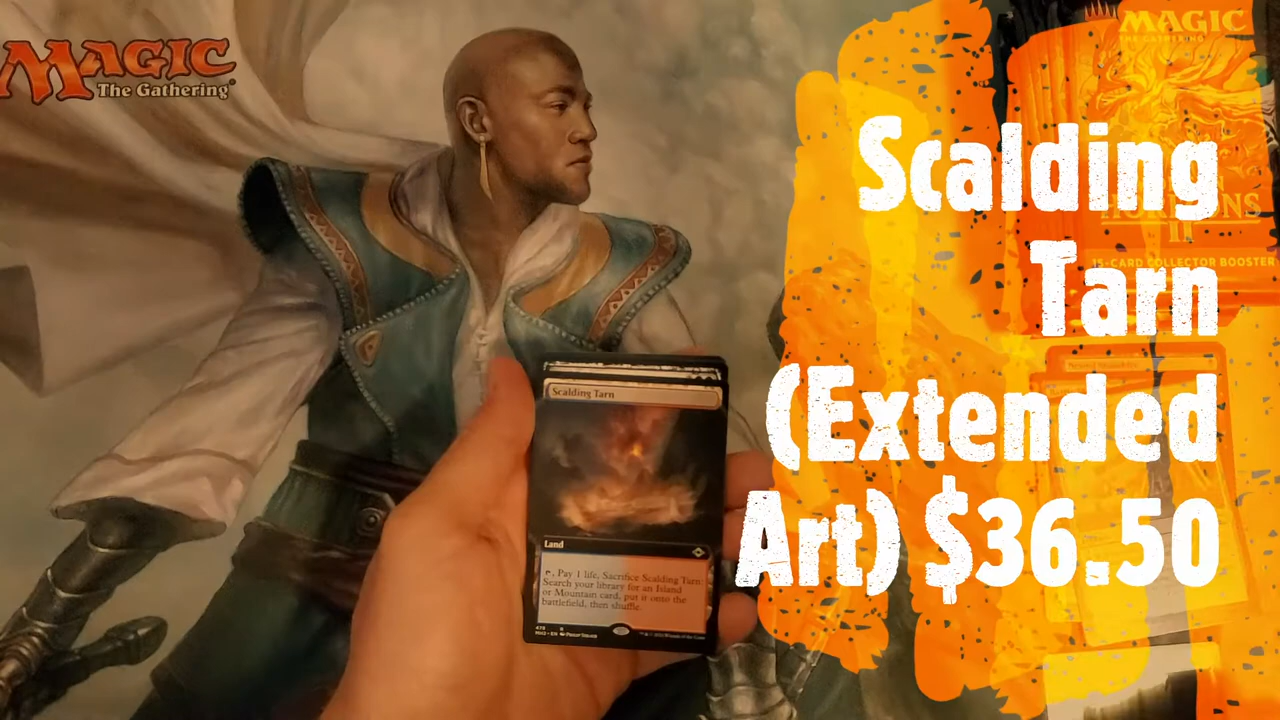 MAGIC
The Gathering®
MAGIC
THE GATHERING
Scalding
Tarn
(Extended
Art) $36.50
HORIZONS
II
15-CARD COLLECTOR BOOSTER
Scalding Tarn
Land
, Pay 1 life, Sacrifice Scalding Tarn:
Search your library for an Island
or Mountain card, put it onto the
battlefield, then shuffle.